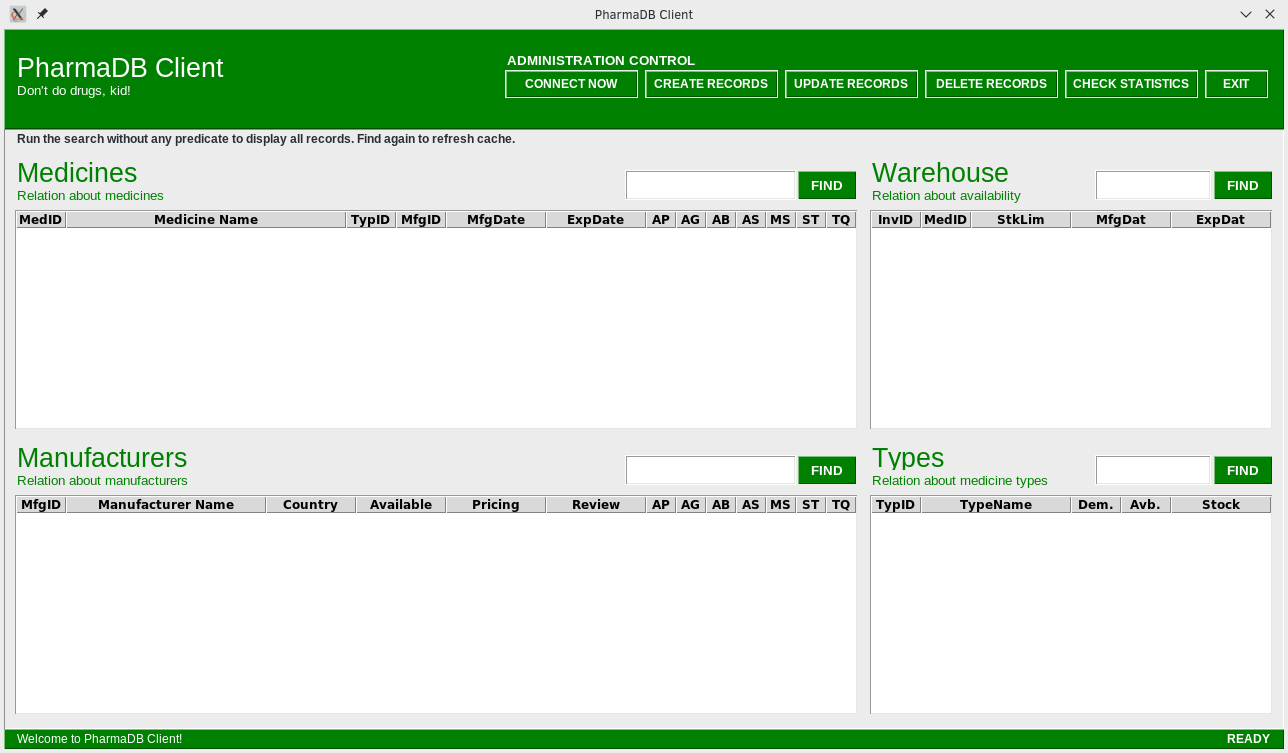 PharmaDB Client
PharmaDB Client
Don't do drugs, kid!
ADMINISTRATION CONTROL
CONNECT NOW CREATE RECORDS UPDATE RECORDS DELETE RECORDS CHECK STATISTICS EXIT
Run the search without any predicate to display all records. Find again to refresh cache.
Medicines
Relation about medicines
FIND
MedID Medicine Name TypID MfgID MfgDate ExpDate AP AG AB AS MS ST TQ
Warehouse
Relation about availability
FIND
InvID MedID StkLim MfgDat ExpDat
Manufacturers
Relation about manufacturers
FIND
MfgID Manufacturer Name Country Available Pricing Review AP AG AB AS MS ST TQ
Types
Relation about medicine types
FIND
TypID TypeName Dem. Avb. Stock
Welcome to PharmaDB Client! READY